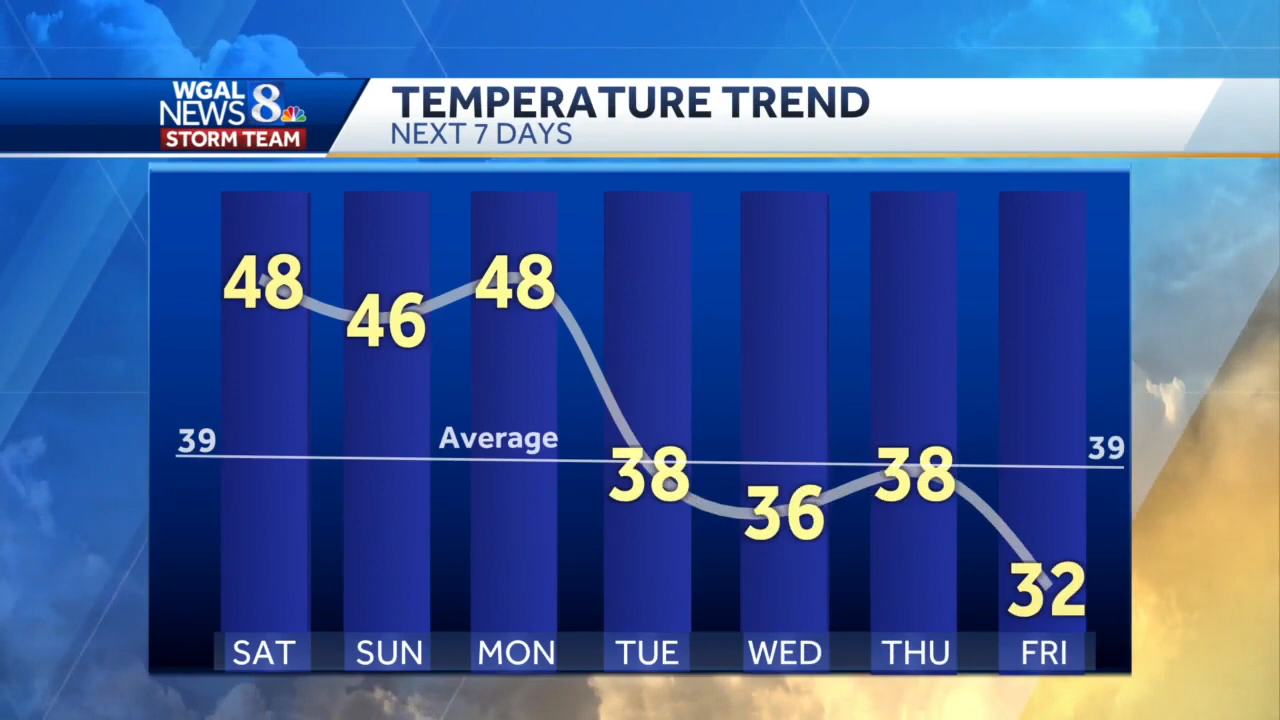 WGAL
NEWS 8
STORM TEAM
TEMPERATURE TREND
NEXT 7 DAYS
48
46
48
39
Average
39
38
36
38
32
SAT
SUN
MON
TUE
WED
THU
FRI